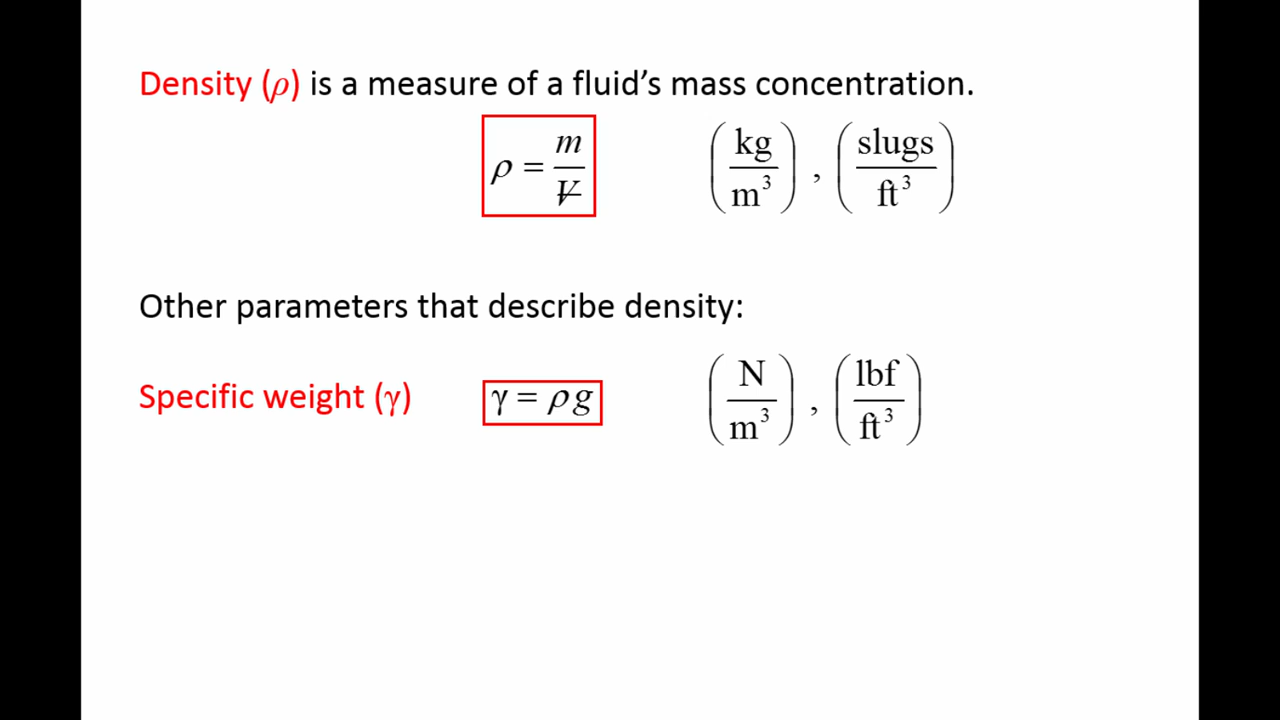 Density (ρ) is a measure of a fluid's mass concentration.
ρ = m/V̶ (kg/m³), (slugs/ft³)
Other parameters that describe density:
Specific weight (γ) γ = ρg (N/m³), (lbf/ft³)